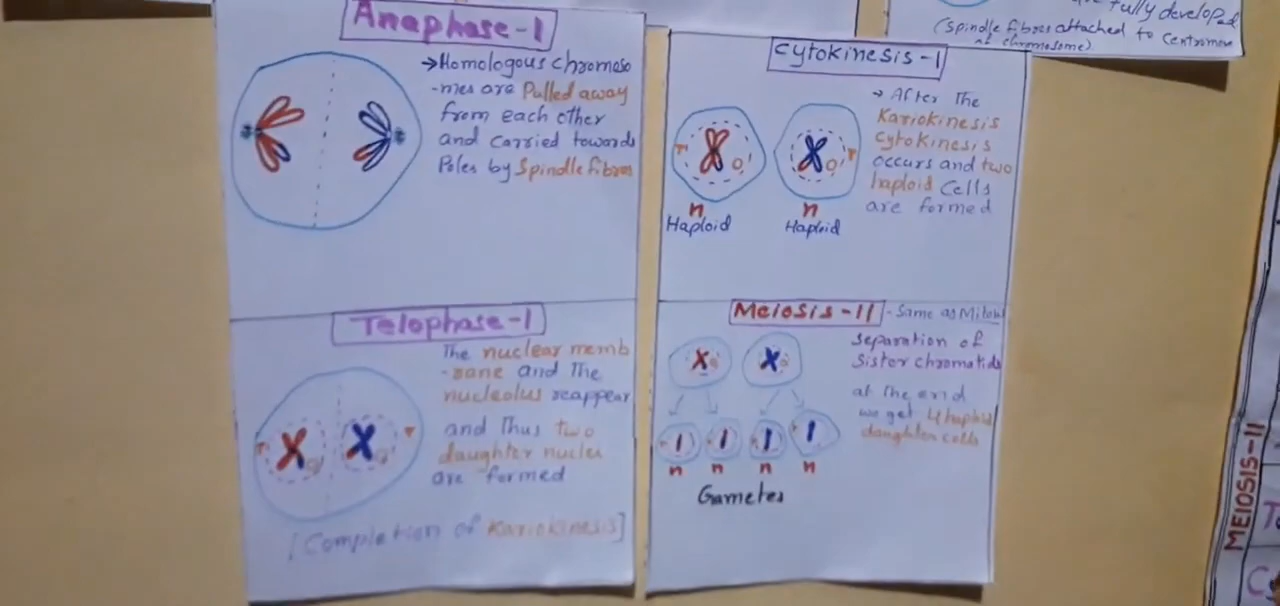 fully developed
(Spindle fibres attached to Centromere
of chromosome)
Anaphase-I
→Homologous chromoso
-mes are Pulled away
from each other
and carried towards
Poles by Spindle fibres
Cytokinesis-I
→ After The
Kariokinesis
Cytokinesis
occurs and two
haploid Cells
are formed
n n
Haploid Haploid
Telophase-I
The nuclear memb
-rane and The
nucleolus reappear
and Thus two
daughter nuclei
are formed
[Completion of Kariokinesis]
Meiosis-II - Same as Mitosis
separation of
Sister chromatids
at the end
we get 4 haploid
daughter cells
n n n n
Gametes
MEIOSIS-II